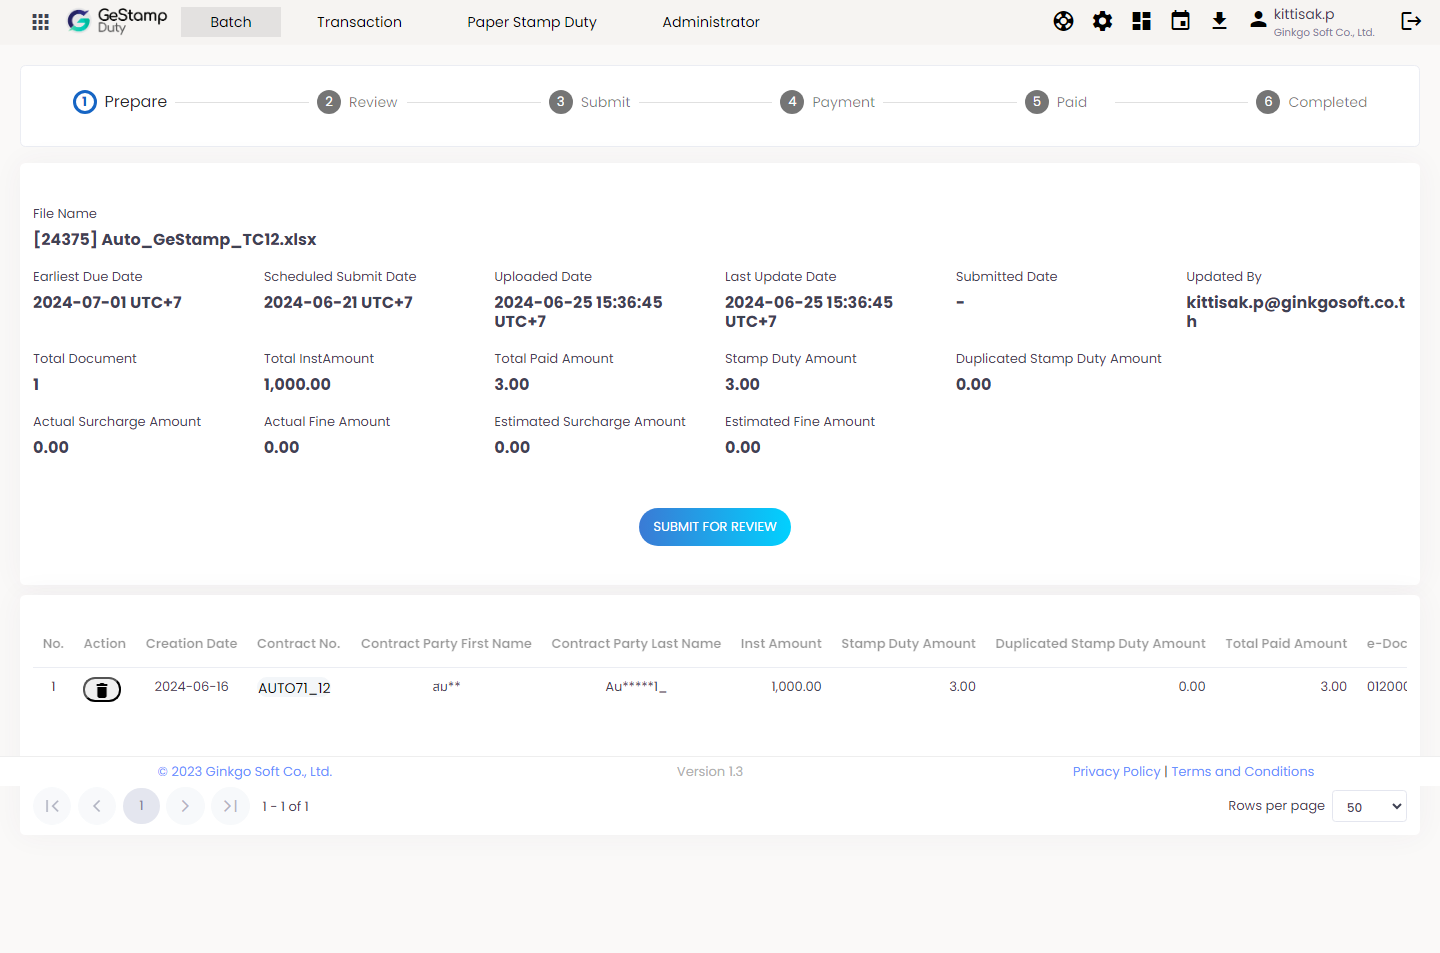 GeStamp
Duty
Batch
Transaction
Paper Stamp Duty
Administrator
kittisak.p
Ginkgo Soft Co., Ltd.
1 Prepare
2 Review
3 Submit
4 Payment
5 Paid
6 Completed
File Name
[24375] Auto_GeStamp_TC12.xlsx
Earliest Due Date
2024-07-01 UTC+7
Scheduled Submit Date
2024-06-21 UTC+7
Uploaded Date
2024-06-25 15:36:45
UTC+7
Last Update Date
2024-06-25 15:36:45
UTC+7
Submitted Date
-
Updated By
kittisak.p@ginkgosoft.co.t
h
Total Document
1
Total InstAmount
1,000.00
Total Paid Amount
3.00
Stamp Duty Amount
3.00
Duplicated Stamp Duty Amount
0.00
Actual Surcharge Amount
0.00
Actual Fine Amount
0.00
Estimated Surcharge Amount
0.00
Estimated Fine Amount
0.00
SUBMIT FOR REVIEW
No. Action Creation Date Contract No. Contract Party First Name Contract Party Last Name Inst Amount Stamp Duty Amount Duplicated Stamp Duty Amount Total Paid Amount e-Doc
1 2024-06-16 AUTO71_12 สม** Au*****1_ 1,000.00 3.00 0.00 3.00 012000
© 2023 Ginkgo Soft Co., Ltd.
Version 1.3
Privacy Policy | Terms and Conditions
1
1 - 1 of 1
Rows per page 50